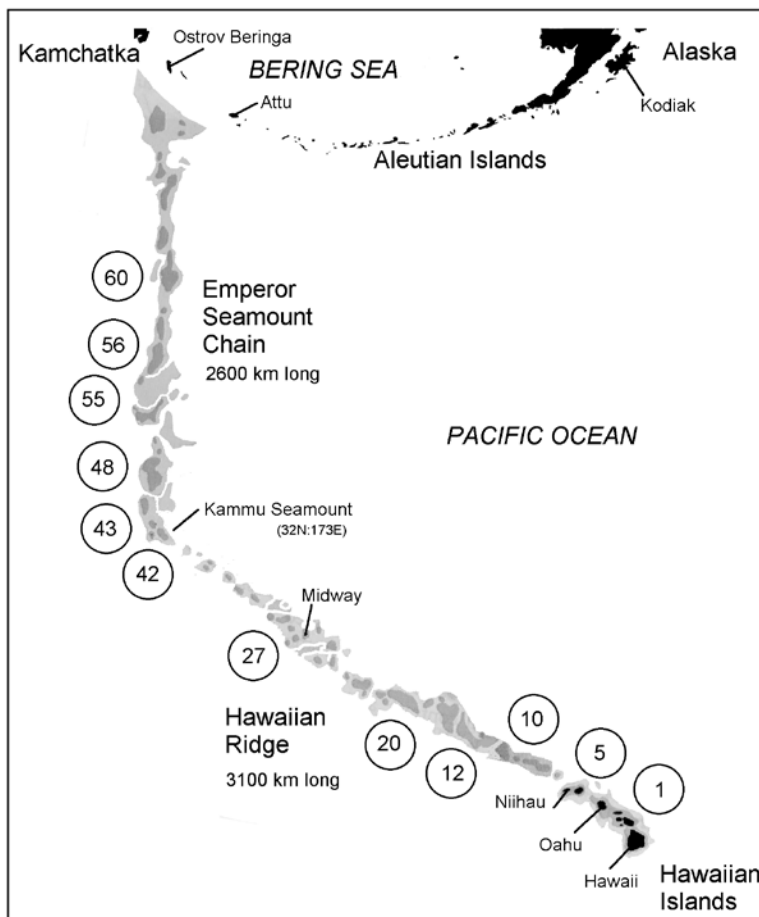 Ostrov Beringa
Kamchatka
BERING SEA
Alaska
Attu
Kodiak
Aleutian Islands
60
Emperor
Seamount
Chain
2600 km long
56
55
PACIFIC OCEAN
48
Kammu Seamount
(32N:173E)
43
42
Midway
27
Hawaiian
Ridge
3100 km long
20
12
10
5
1
Niihau
Oahu
Hawaii
Hawaiian
Islands